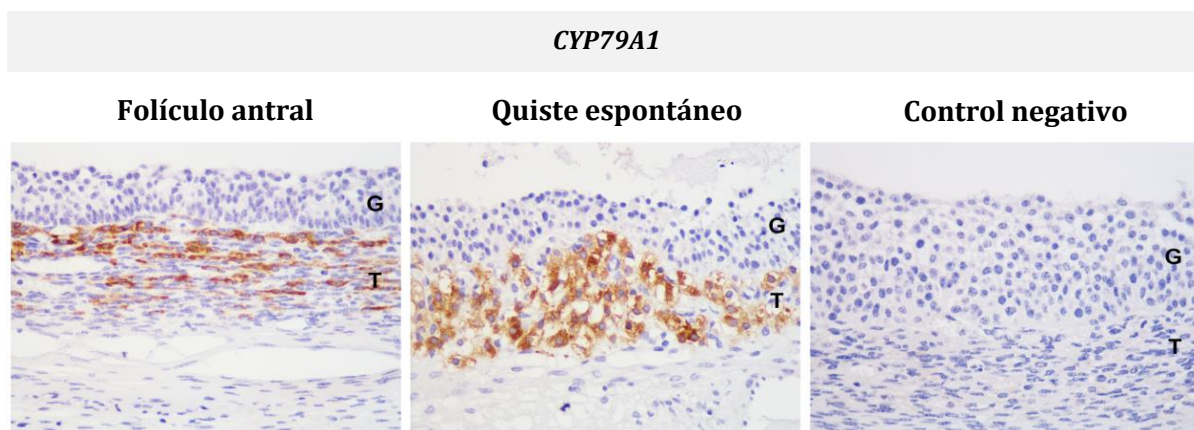 CYP79A1
Folículo antral
Quiste espontáneo
Control negativo
G
T
G
T
G
T